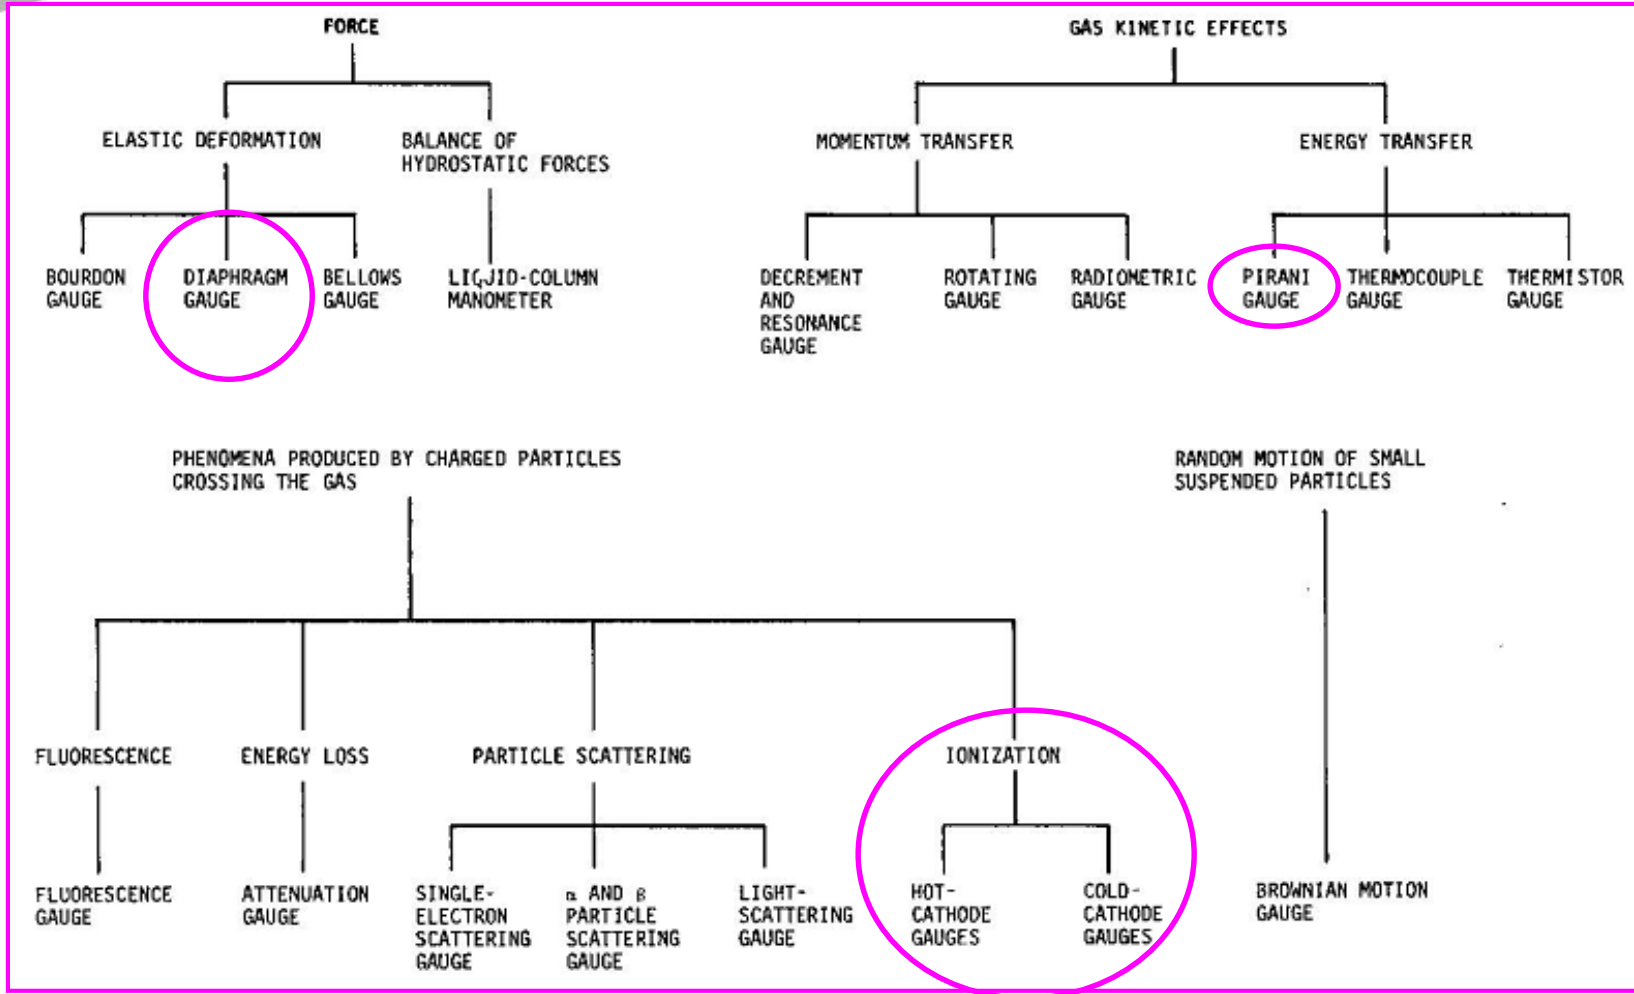 FORCE
GAS KINETIC EFFECTS
ELASTIC DEFORMATION
BALANCE OF
HYDROSTATIC FORCES
MOMENTUM TRANSFER
ENERGY TRANSFER
BOURDON
GAUGE
DIAPHRAGM
GAUGE
BELLOWS
GAUGE
LIQUID-COLUMN
MANOMETER
DECREMENT
AND
RESONANCE
GAUGE
ROTATING
GAUGE
RADIOMETRIC
GAUGE
PIRANI
GAUGE
THERMOCOUPLE
GAUGE
THERMISTOR
GAUGE
PHENOMENA PRODUCED BY CHARGED PARTICLES
CROSSING THE GAS
RANDOM MOTION OF SMALL
SUSPENDED PARTICLES
FLUORESCENCE
ENERGY LOSS
PARTICLE SCATTERING
IONIZATION
FLUORESCENCE
GAUGE
ATTENUATION
GAUGE
SINGLE-
ELECTRON
SCATTERING
GAUGE
α AND β
PARTICLE
SCATTERING
GAUGE
LIGHT-
SCATTERING
GAUGE
HOT-
CATHODE
GAUGES
COLD-
CATHODE
GAUGES
BROWNIAN MOTION
GAUGE